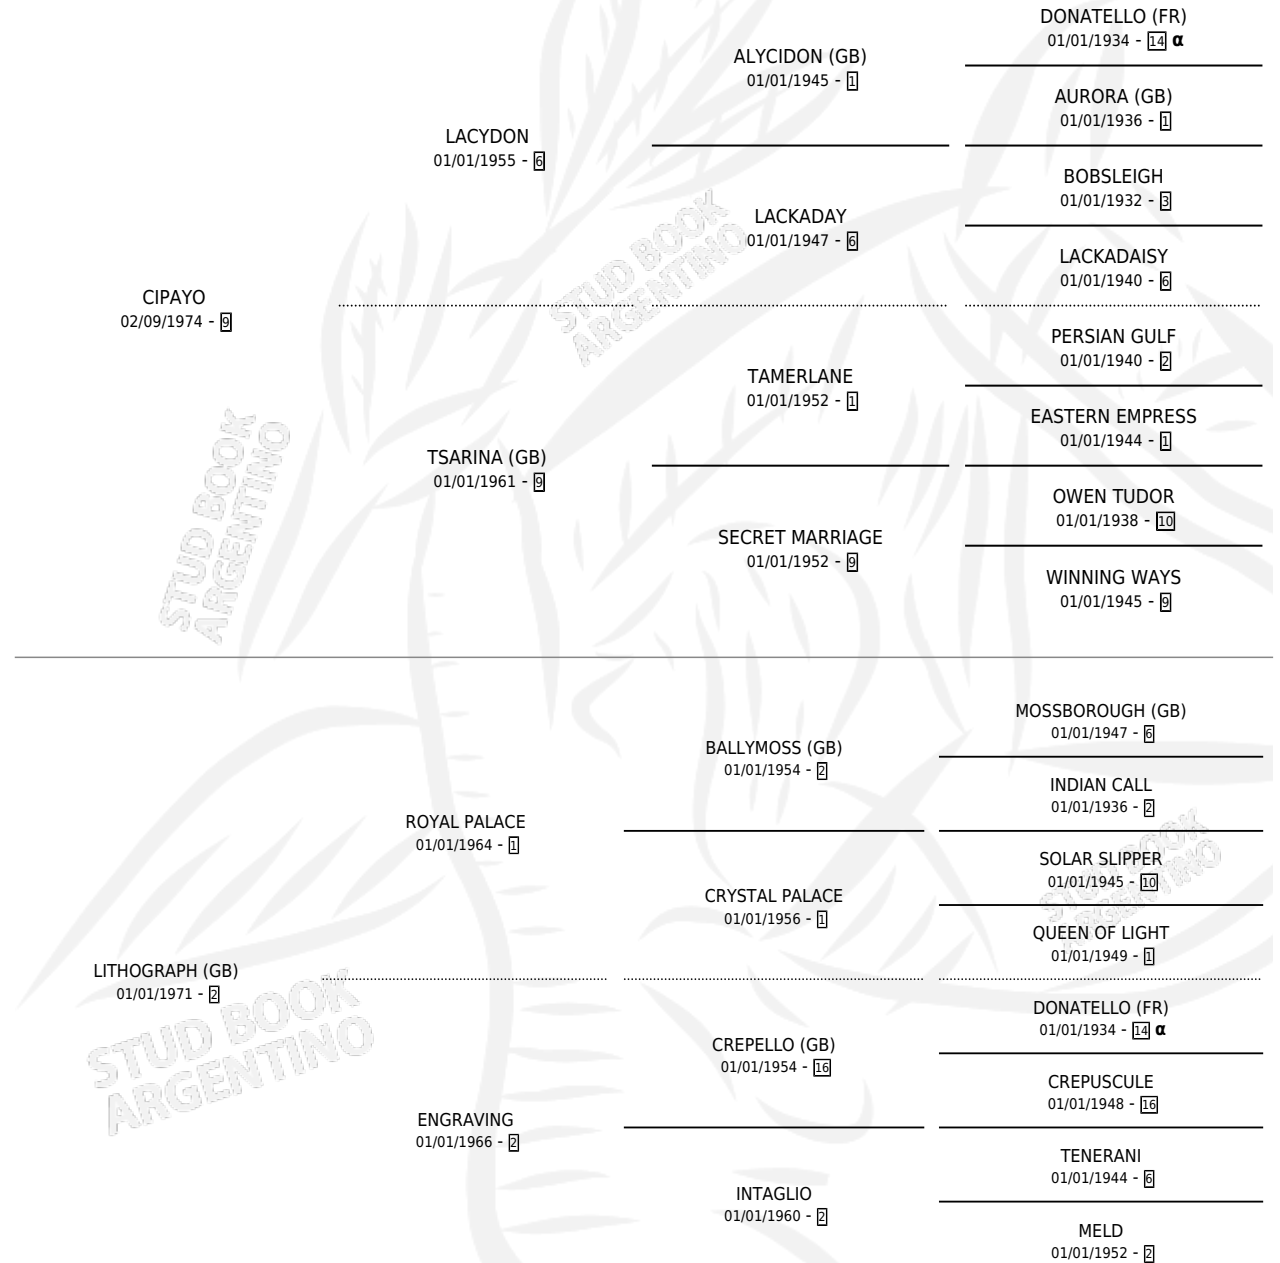 DONATELLO (FR)
01/01/1934 - 14 α
ALYCIDON (GB)
01/01/1945 - 1
AURORA (GB)
01/01/1936 - 1
LACYDON
01/01/1955 - 6
BOBSLEIGH
01/01/1932 - 3
LACKADAY
01/01/1947 - 6
LACKADAISY
01/01/1940 - 6
CIPAYO
02/09/1974 - 9
PERSIAN GULF
01/01/1940 - 2
TAMERLANE
01/01/1952 - 1
EASTERN EMPRESS
01/01/1944 - 1
TSARINA (GB)
01/01/1961 - 9
OWEN TUDOR
01/01/1938 - 10
SECRET MARRIAGE
01/01/1952 - 9
WINNING WAYS
01/01/1945 - 9
MOSSBOROUGH (GB)
01/01/1947 - 6
BALLYMOSS (GB)
01/01/1954 - 2
INDIAN CALL
01/01/1936 - 2
ROYAL PALACE
01/01/1964 - 1
SOLAR SLIPPER
01/01/1945 - 10
CRYSTAL PALACE
01/01/1956 - 1
QUEEN OF LIGHT
01/01/1949 - 1
LITHOGRAPH (GB)
01/01/1971 - 2
DONATELLO (FR)
01/01/1934 - 14 α
CREPELLO (GB)
01/01/1954 - 16
CREPUSCULE
01/01/1948 - 16
ENGRAVING
01/01/1966 - 2
TENERANI
01/01/1944 - 6
INTAGLIO
01/01/1960 - 2
MELD
01/01/1952 - 2
STUD BOOK
ARGENTINO
STUD BOOK
ARGENTINO
STUD BOOK
ARGENTINO
STUD BOOK
ARGENTINO